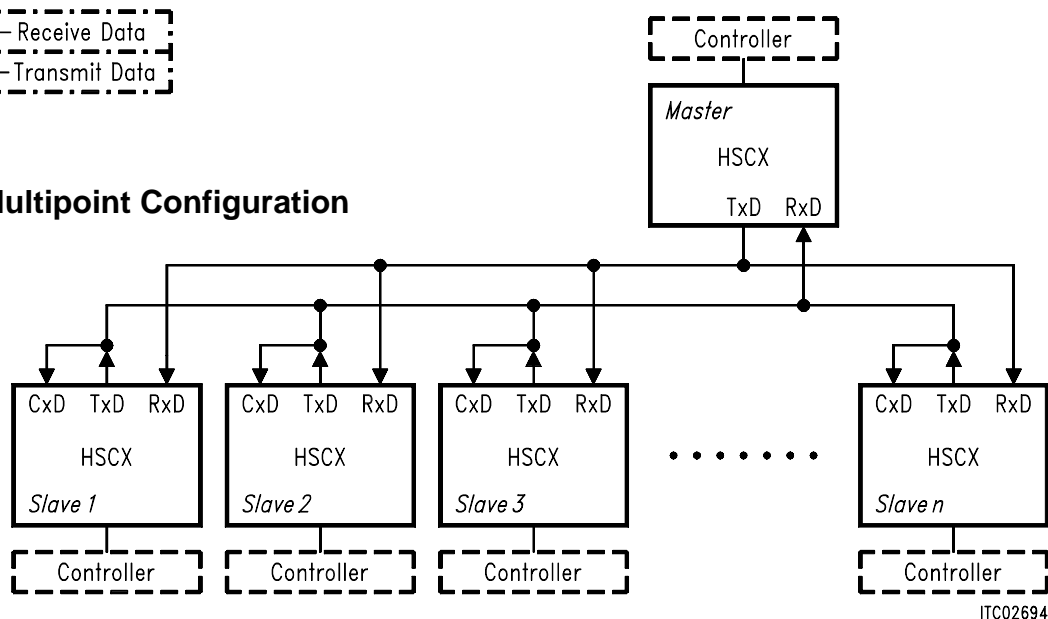 – Receive Data
– Transmit Data
Controller
Master
HSCX
TxD RxD
ultipoint Configuration
CxD TxD RxD
HSCX
Slave 1
Controller
CxD TxD RxD
HSCX
Slave 2
Controller
CxD TxD RxD
HSCX
Slave 3
Controller
CxD TxD RxD
HSCX
Slave n
Controller
ITC02694